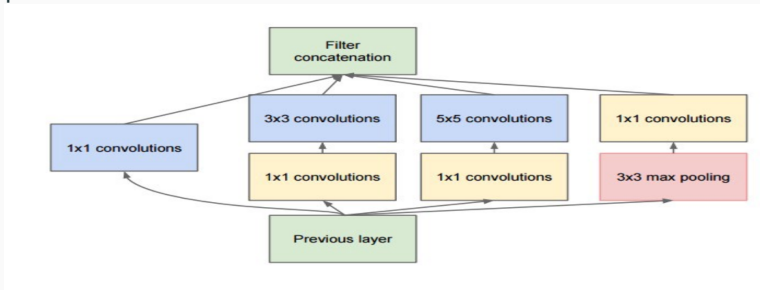 Filter
concatenation
3x3 convolutions
5x5 convolutions
1x1 convolutions
1x1 convolutions
1x1 convolutions
1x1 convolutions
3x3 max pooling
Previous layer